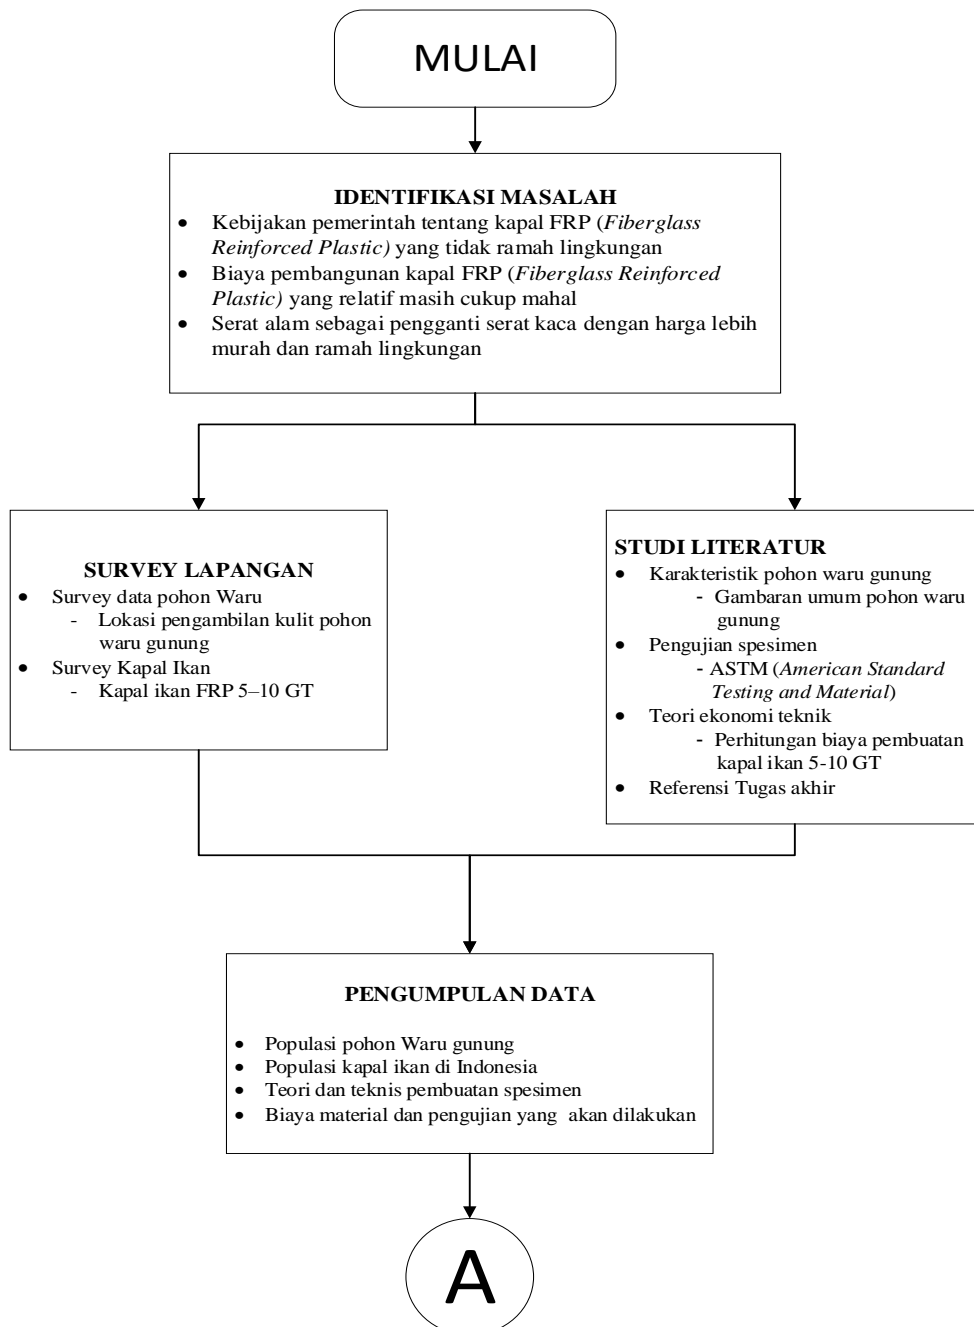 MULAI
IDENTIFIKASI MASALAH
• Kebijakan pemerintah tentang kapal FRP (Fiberglass
Reinforced Plastic) yang tidak ramah lingkungan
• Biaya pembangunan kapal FRP (Fiberglass Reinforced
Plastic) yang relatif masih cukup mahal
• Serat alam sebagai pengganti serat kaca dengan harga lebih
murah dan ramah lingkungan
SURVEY LAPANGAN
• Survey data pohon Waru
- Lokasi pengambilan kulit pohon
waru gunung
• Survey Kapal Ikan
- Kapal ikan FRP 5–10 GT
STUDI LITERATUR
• Karakteristik pohon waru gunung
- Gambaran umum pohon waru
gunung
• Pengujian spesimen
- ASTM (American Standard
Testing and Material)
• Teori ekonomi teknik
- Perhitungan biaya pembuatan
kapal ikan 5-10 GT
• Referensi Tugas akhir
PENGUMPULAN DATA
• Populasi pohon Waru gunung
• Populasi kapal ikan di Indonesia
• Teori dan teknis pembuatan spesimen
• Biaya material dan pengujian yang akan dilakukan
A